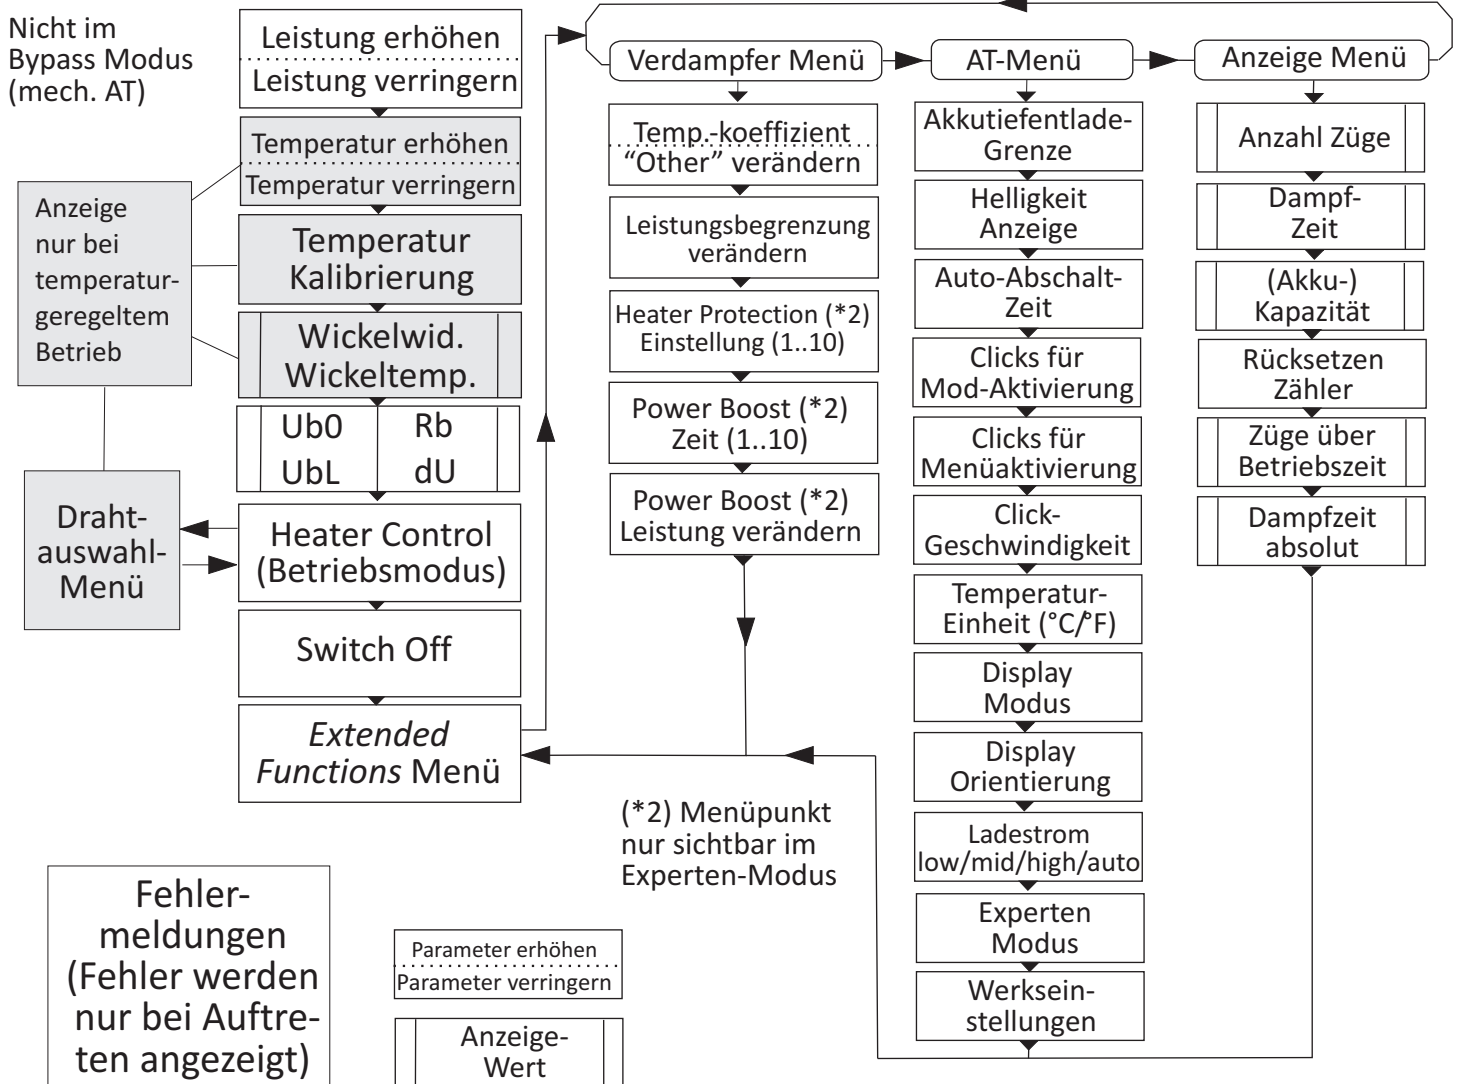 Nicht im
Bypass Modus
(mech. AT)
Leistung erhöhen
Leistung verringern
Temperatur erhöhen
Temperatur verringern
Temperatur
Kalibrierung
Wickelwid.
Wickeltemp.
Ub0 Rb
UbL dU
Heater Control
(Betriebsmodus)
Switch Off
Extended
Functions Menü
Anzeige
nur bei
temperatur-
geregeltem
Betrieb
Draht-
auswahl-
Menü
Verdampfer Menü
Temp.-koeffizient
“Other” verändern
Leistungsbegrenzung
verändern
Heater Protection (*2)
Einstellung (1..10)
Power Boost (*2)
Zeit (1..10)
Power Boost (*2)
Leistung verändern
AT-Menü
Akkutiefentlade-
Grenze
Helligkeit
Anzeige
Auto-Abschalt-
Zeit
Clicks für
Mod-Aktivierung
Clicks für
Menüaktivierung
Click-
Geschwindigkeit
Temperatur-
Einheit (°C/°F)
Display
Modus
Display
Orientierung
Ladestrom
low/mid/high/auto
Experten
Modus
Werksein-
stellungen
Anzeige Menü
Anzahl Züge
Dampf-
Zeit
(Akku-)
Kapazität
Rücksetzen
Zähler
Züge über
Betriebszeit
Dampfzeit
absolut
(*2) Menüpunkt
nur sichtbar im
Experten-Modus
Fehler-
meldungen
(Fehler werden
nur bei Auftre-
ten angezeigt)
Parameter erhöhen
Parameter verringern
Anzeige-
Wert